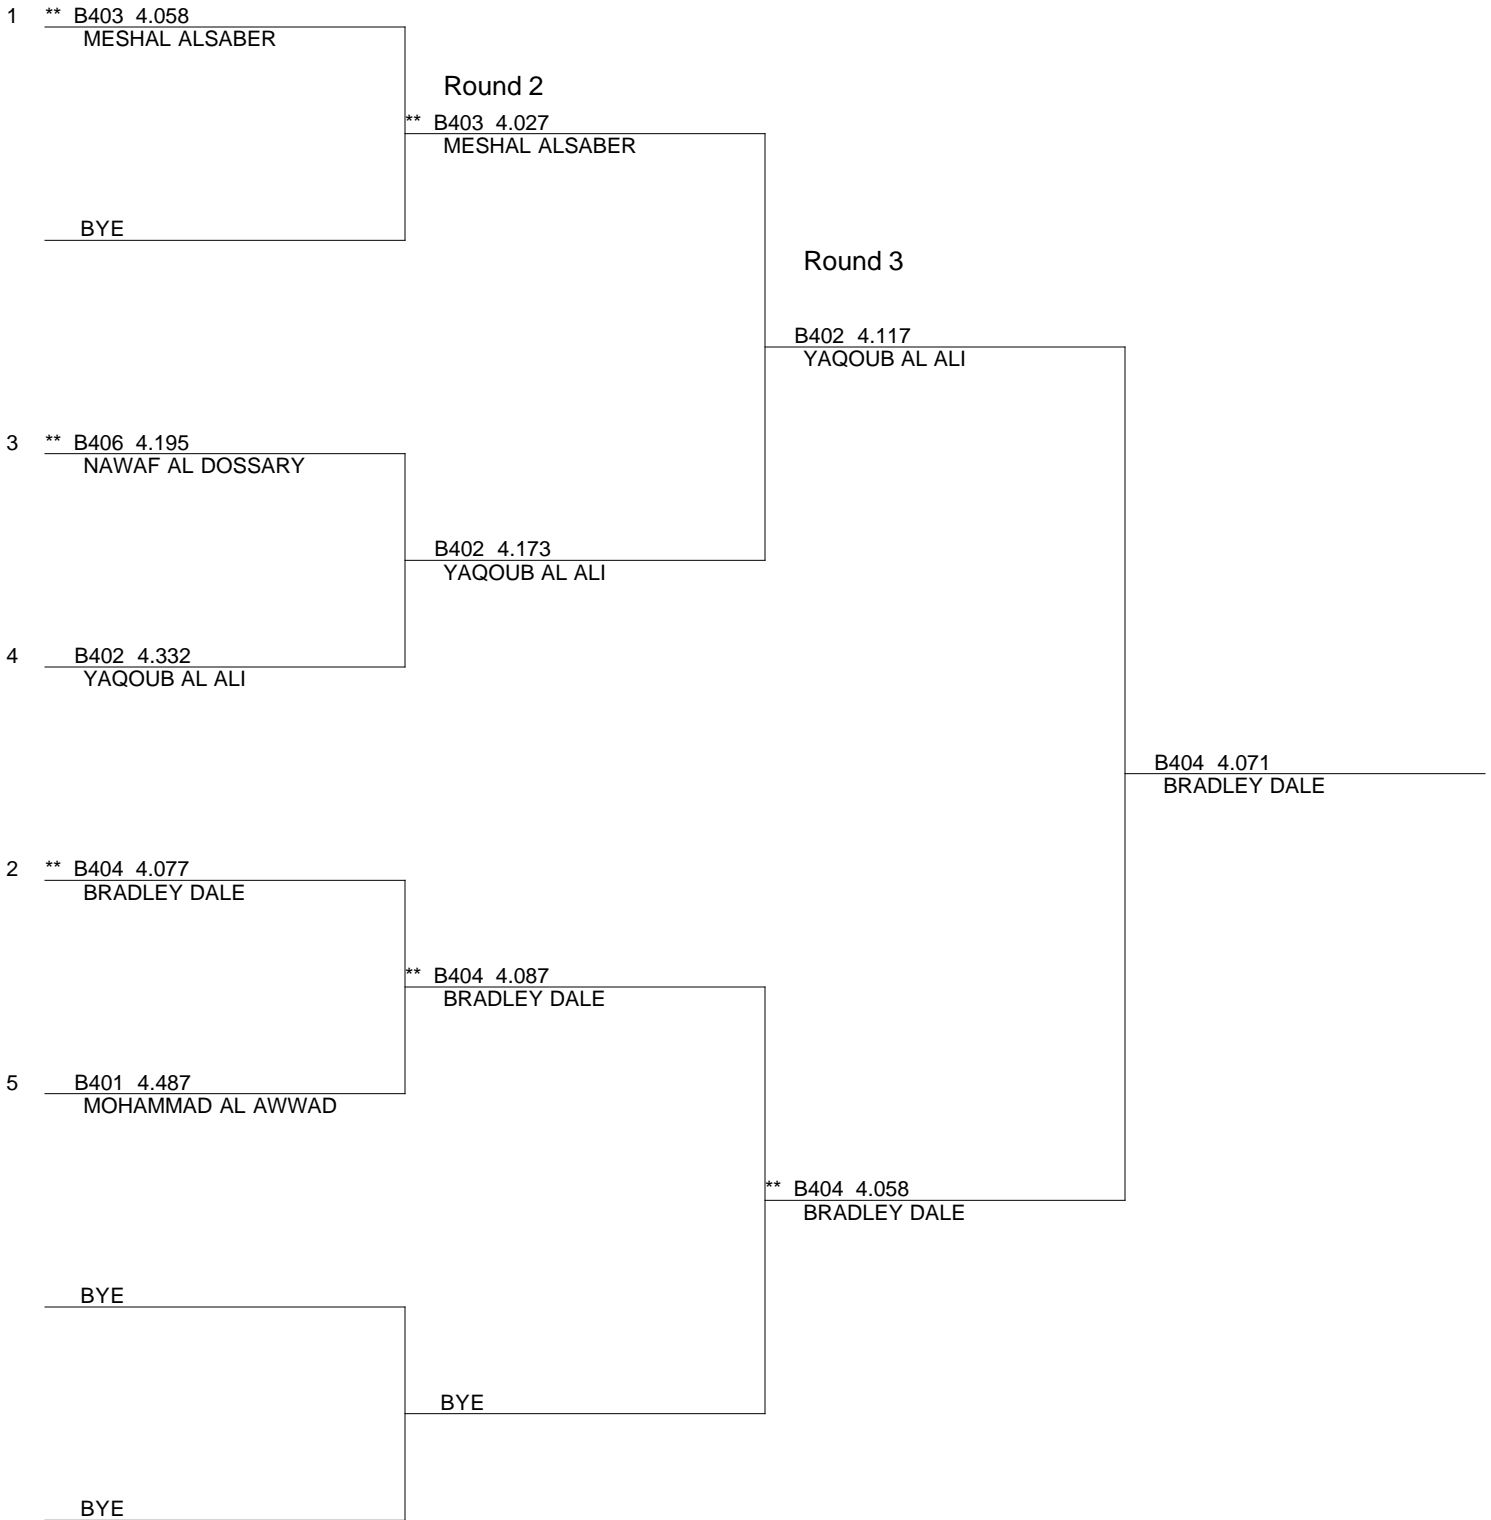 1 ** B403 4.058
MESHAL ALSABER
Round 2
** B403 4.027
MESHAL ALSABER
BYE
Round 3
B402 4.117
YAQOUB AL ALI
3 ** B406 4.195
NAWAF AL DOSSARY
B402 4.173
YAQOUB AL ALI
4 B402 4.332
YAQOUB AL ALI
B404 4.071
BRADLEY DALE
2 ** B404 4.077
BRADLEY DALE
** B404 4.087
BRADLEY DALE
5 B401 4.487
MOHAMMAD AL AWWAD
** B404 4.058
BRADLEY DALE
BYE
BYE
BYE